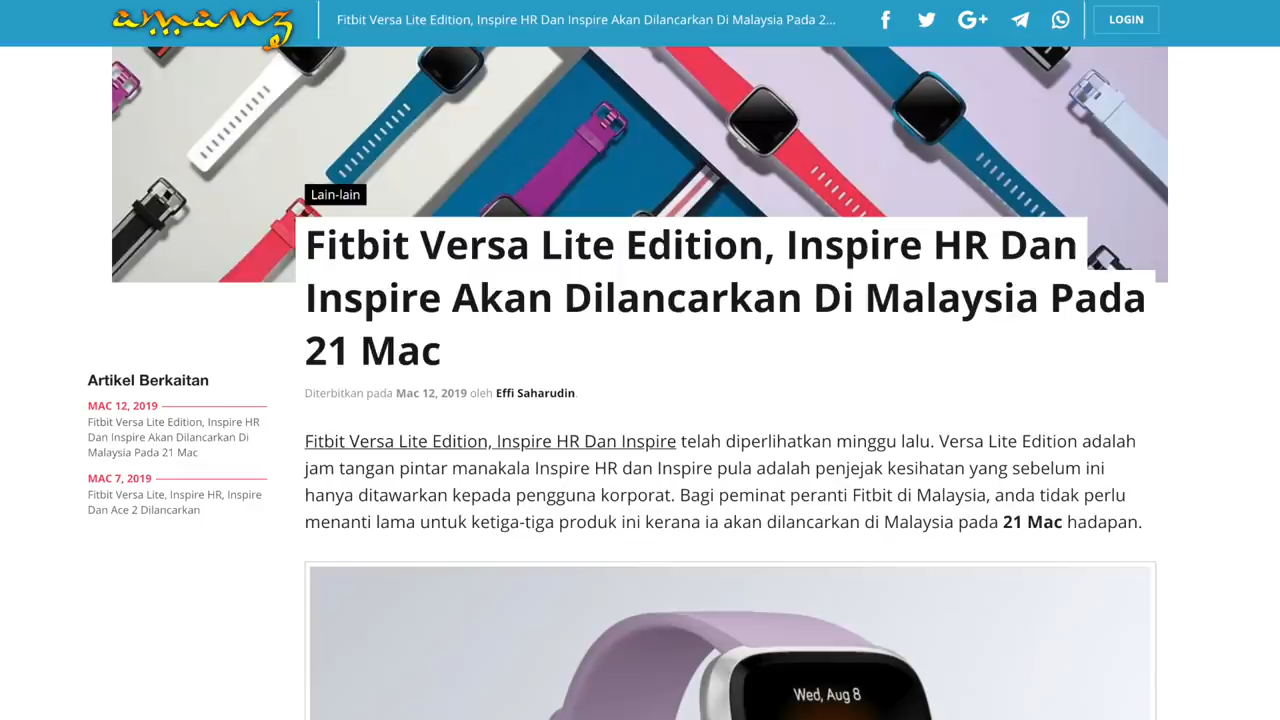 amanz
Fitbit Versa Lite Edition, Inspire HR Dan Inspire Akan Dilancarkan Di Malaysia Pada 2...
LOGIN
Lain-lain
Fitbit Versa Lite Edition, Inspire HR Dan
Inspire Akan Dilancarkan Di Malaysia Pada
21 Mac
Diterbitkan pada Mac 12, 2019 oleh Effi Saharudin.
Artikel Berkaitan
MAC 12, 2019
Fitbit Versa Lite Edition, Inspire HR
Dan Inspire Akan Dilancarkan Di
Malaysia Pada 21 Mac
MAC 7, 2019
Fitbit Versa Lite, Inspire HR, Inspire
Dan Ace 2 Dilancarkan
Fitbit Versa Lite Edition, Inspire HR Dan Inspire telah diperlihatkan minggu lalu. Versa Lite Edition adalah
jam tangan pintar manakala Inspire HR dan Inspire pula adalah penjejak kesihatan yang sebelum ini
hanya ditawarkan kepada pengguna korporat. Bagi peminat peranti Fitbit di Malaysia, anda tidak perlu
menanti lama untuk ketiga-tiga produk ini kerana ia akan dilancarkan di Malaysia pada 21 Mac hadapan.
Wed, Aug 8